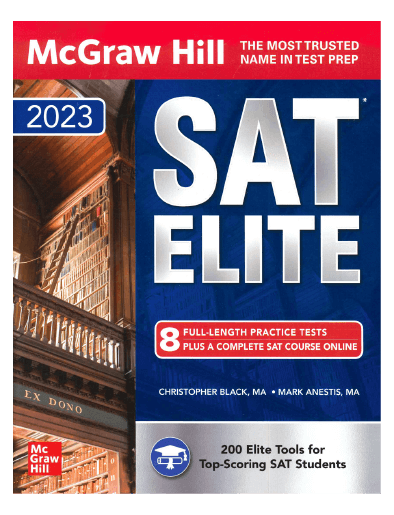 McGraw Hill
THE MOST TRUSTED
NAME IN TEST PREP
2023
SAT®
ELITE
8
FULL-LENGTH PRACTICE TESTS
PLUS A COMPLETE SAT COURSE ONLINE
CHRISTOPHER BLACK, MA • MARK ANESTIS, MA
EX DONO
Mc
Graw
Hill
200 Elite Tools for
Top-Scoring SAT Students